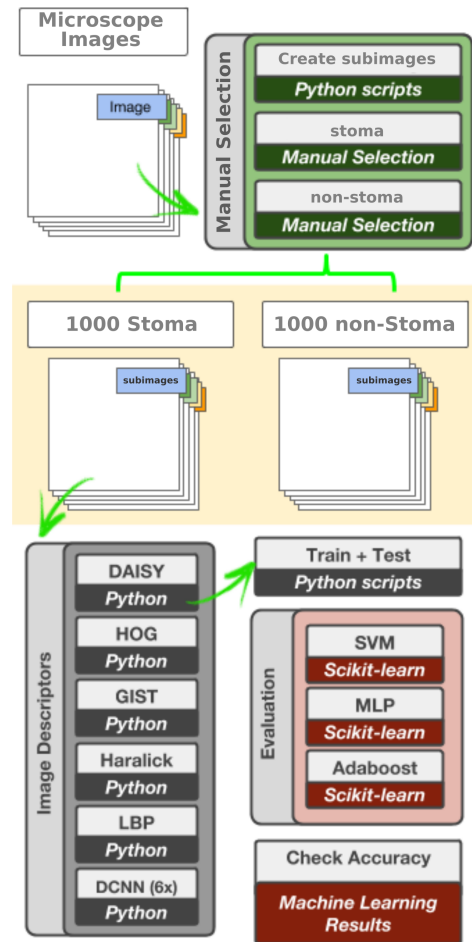 Microscope
Images
Image
Manual Selection
Create subimages
Python scripts
stoma
Manual Selection
non-stoma
Manual Selection
1000 Stoma
1000 non-Stoma
subimages
subimages
Image Descriptors
DAISY
Python
HOG
Python
GIST
Python
Haralick
Python
LBP
Python
DCNN (6x)
Python
Train + Test
Python scripts
Evaluation
SVM
Scikit-learn
MLP
Scikit-learn
Adaboost
Scikit-learn
Check Accuracy
Machine Learning
Results